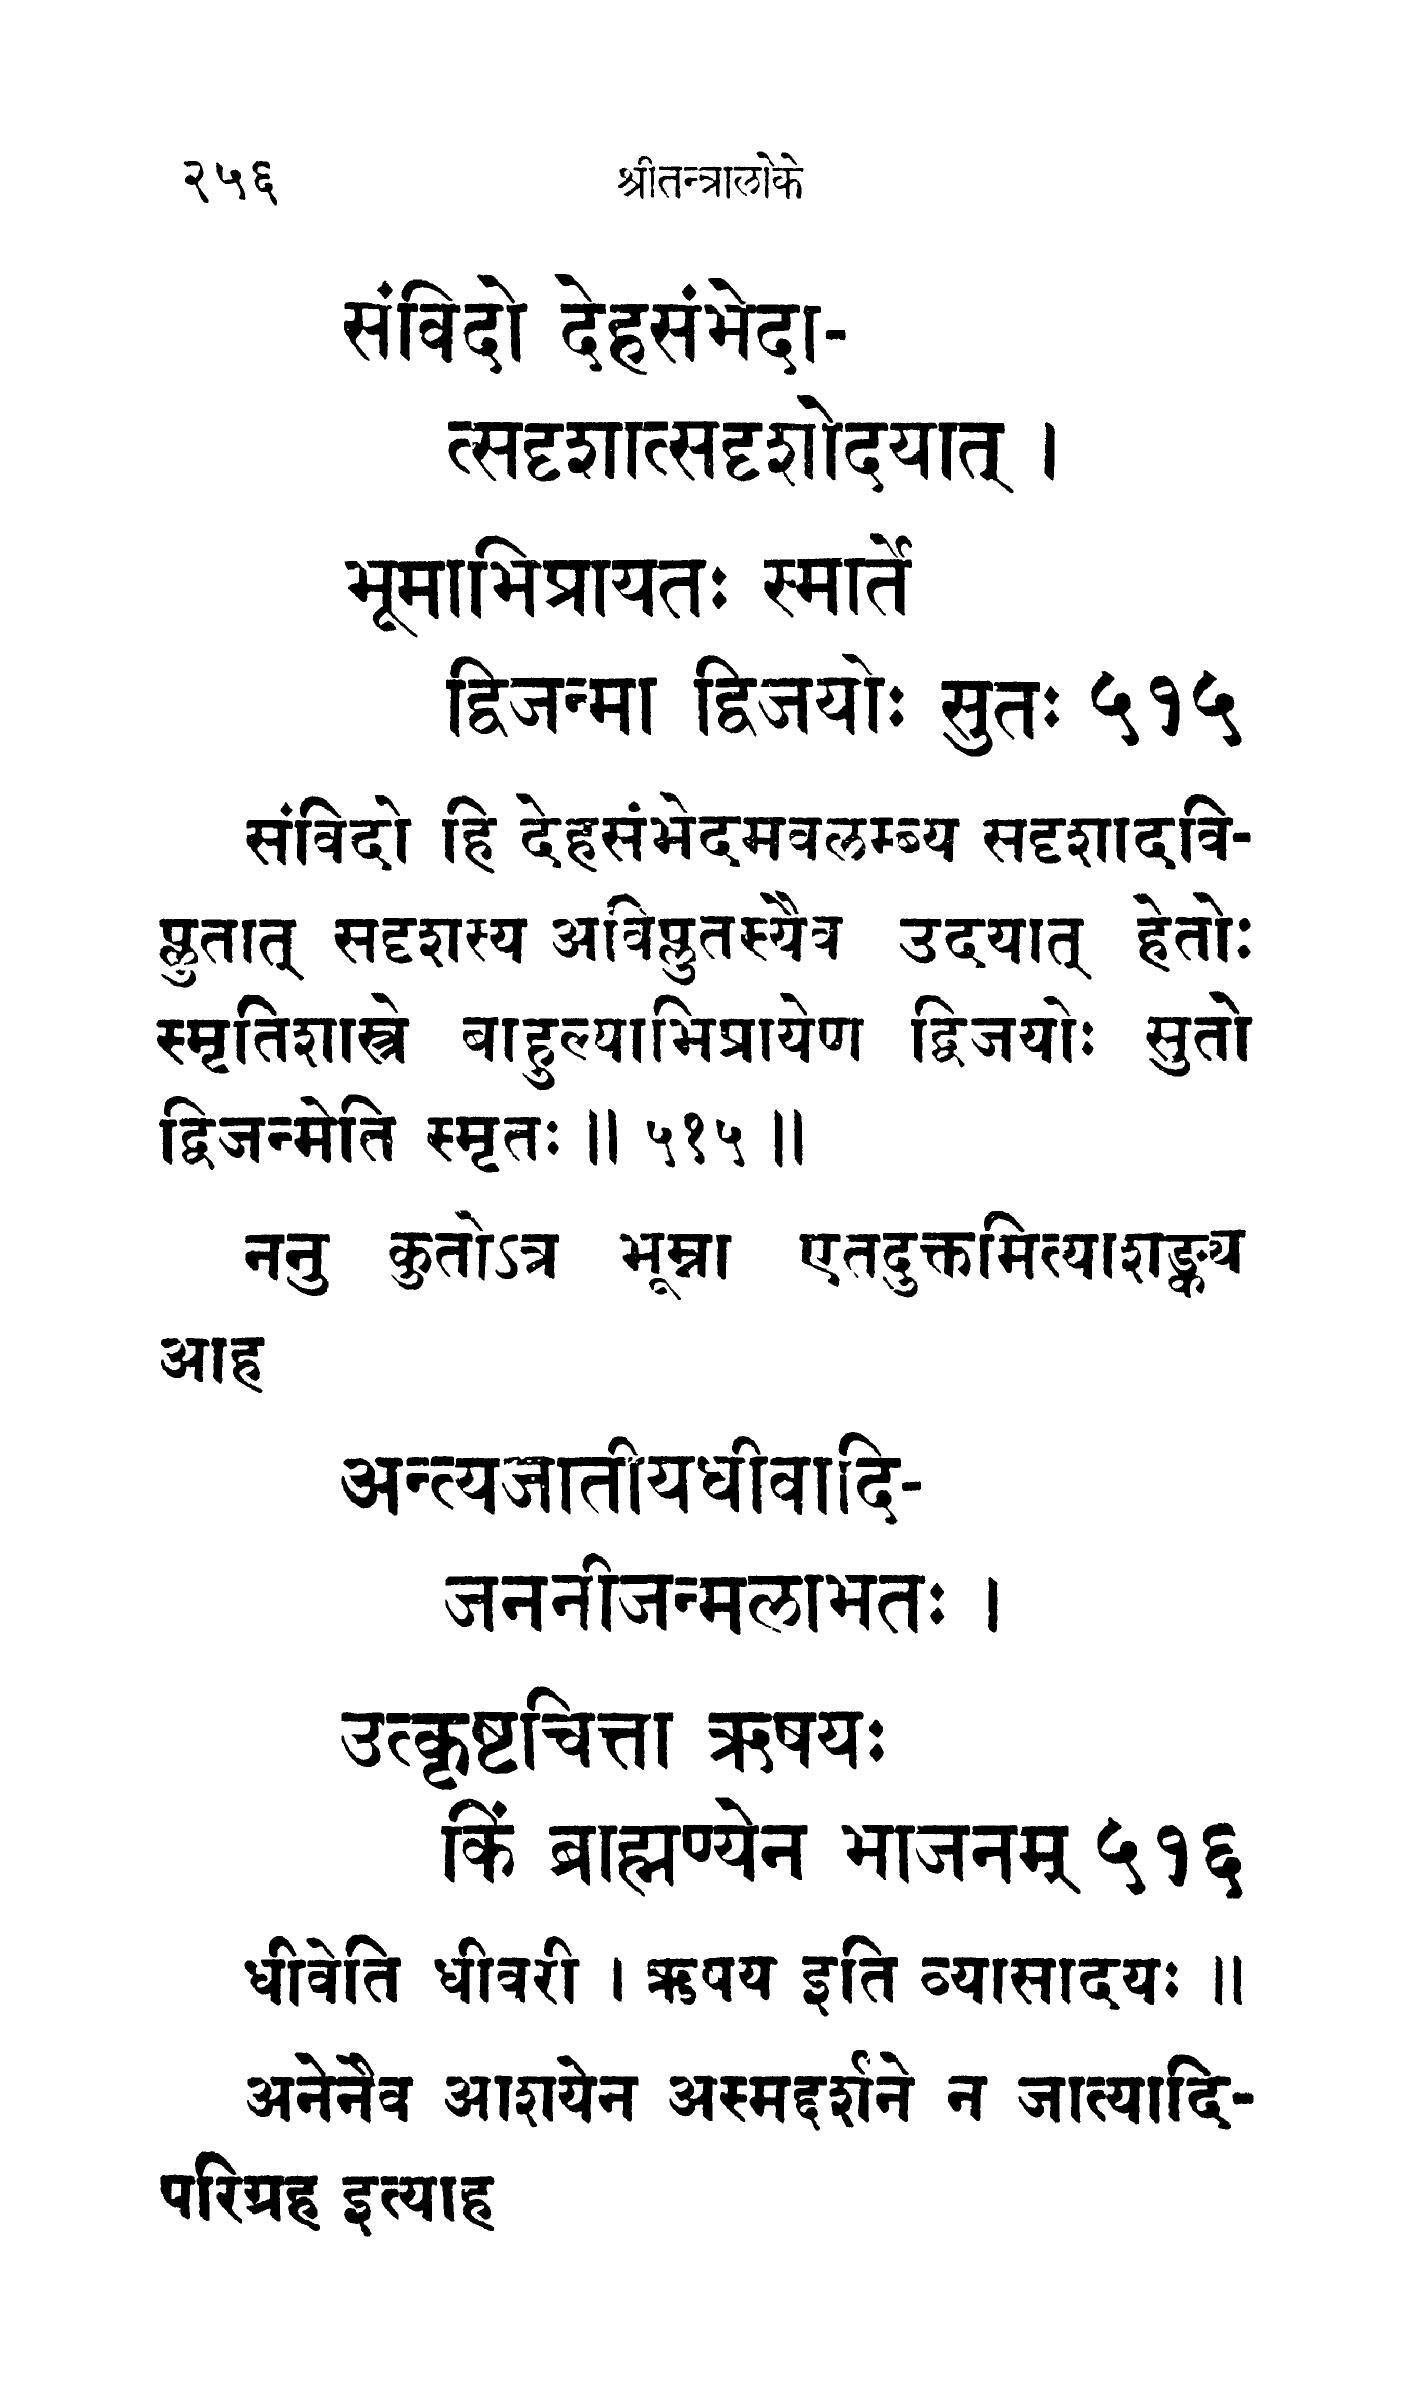 २५६ श्रीतन्त्रालोके
संविदो देहसंभेदा-
त्सदृशात्सदृशोदयात् ।
भूमाभिप्रायतः स्मार्ते
द्विजन्मा द्विजयोः सुतः ५१५
संविदो हि देहसंभेदमवलम्ब्य सदृशादवि-
प्लुतात् सदृशस्य अविप्लुतस्यैव उदयात् हेतोः
स्मृतिशास्त्रे बाहुल्याभिप्रायेण द्विजयोः सुतो
द्विजन्मेति स्मृतः ॥ ५१५ ॥
ननु कुतोऽत्र भूम्ना एतदुक्तमित्याशङ्क्य
आह
अन्त्यजातीयधीवादि-
जननीजन्मलाभतः ।
उत्कृष्टचित्ता ऋषयः
किं ब्राह्मण्येन भाजनम् ५१६
धीवेति धीवरी । ऋषय इति व्यासादयः ॥
अनेनैव आशयेन अस्मद्दर्शने न जात्यादि-
परिग्रह इत्याह